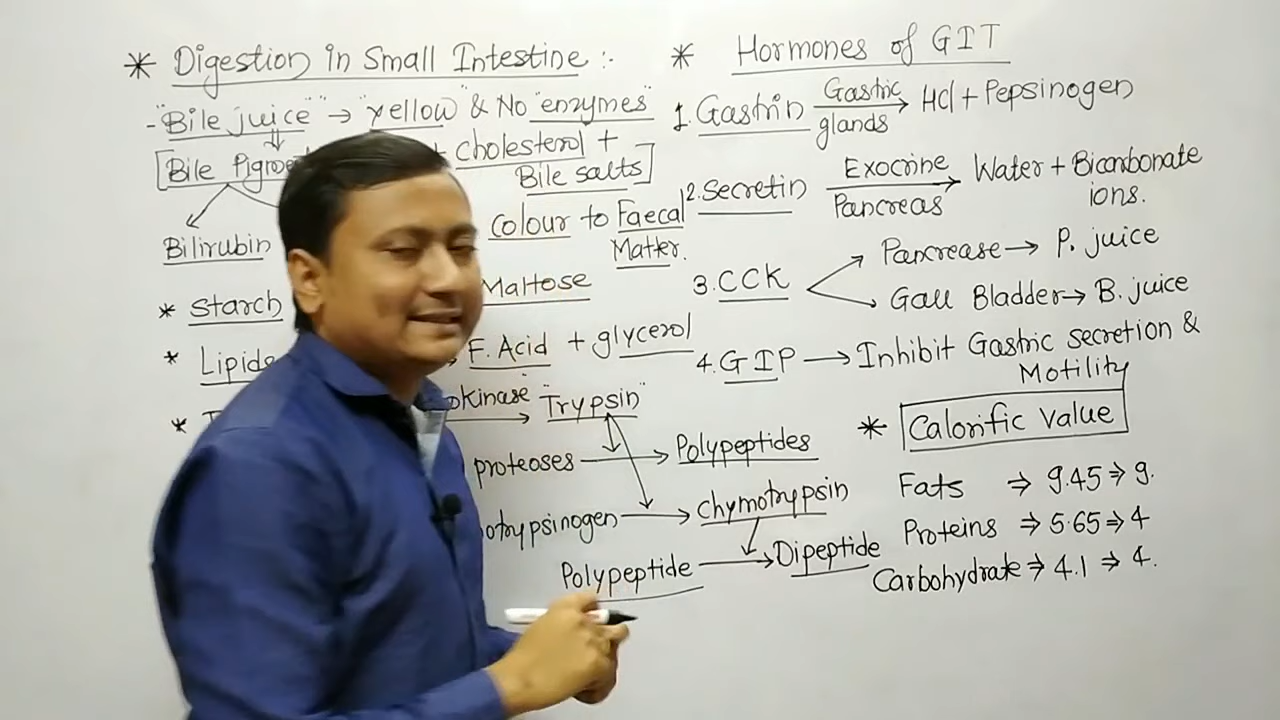 * Digestion in Small Intestine :-
- "Bile juice" → "yellow" & No "enzymes"
[Bile + cholesterol +
Bile salts]
Bilirubin
colour to Faecal
Matter.
* Starch Maltose
* Lipids → F. Acid + glycerol
* → "Trypsin"
proteoses → Polypeptides
→ chymotrypsin
Polypeptide → Dipeptide
* Hormones of GIT
1. Gastrin Gastric glands → HCl + Pepsinogen
2. Secretin Exocrine Pancreas → Water + Bicarbonate
ions.
3. CCK
Pancrease → P. juice
Gall Bladder → B. juice
4. GIP → Inhibit Gastric secretion &
Motility
* Calorific value
Fats ⇒ 9.45 ⇒ 9.
Proteins ⇒ 5.65 ⇒ 4
Carbohydrate ⇒ 4.1 ⇒ 4.